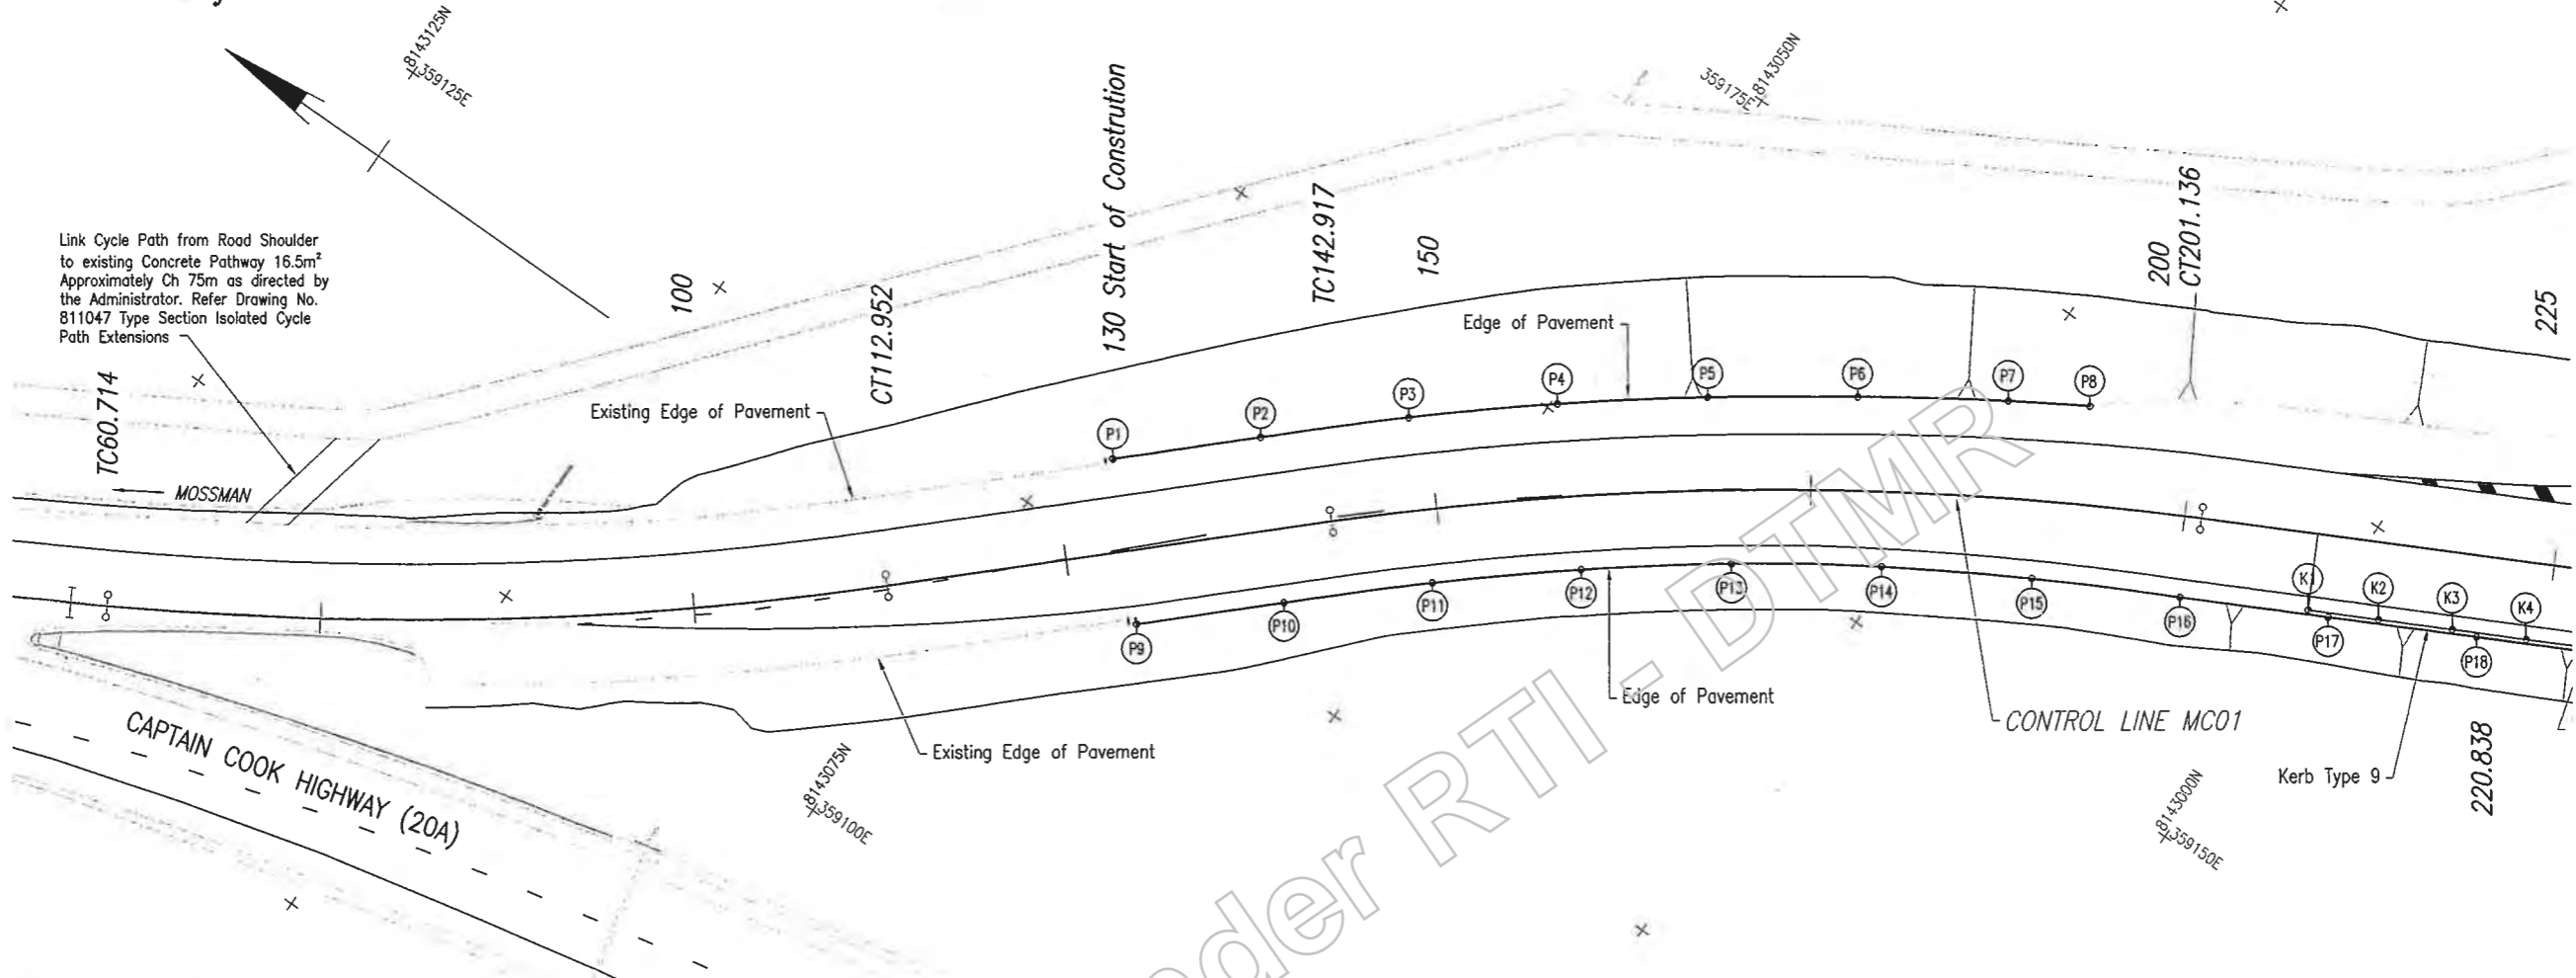 8143125N
359125E
8143050N
359175E
130 Start of Constrution
TC142.917
150
200
CT201.136
225
Link Cycle Path from Road Shoulder
to existing Concrete Pathway 16.5m²
Approximately Ch 75m as directed by
the Administrator. Refer Drawing No.
811047 Type Section Isolated Cycle
Path Extensions
100
CT112.952
TC60.714
Edge of Pavement
Existing Edge of Pavement
P1
P2
P3
P4
P5
P6
P7
P8
MOSSMAN
P9
P10
P11
P12
P13
P14
P15
P16
P17
P18
K1
K2
K3
K4
Edge of Pavement
CONTROL LINE MC01
Existing Edge of Pavement
Kerb Type 9
220.838
CAPTAIN COOK HIGHWAY (20A)
8143075N
359100E
8143000N
359150E
der RTI - DTMR